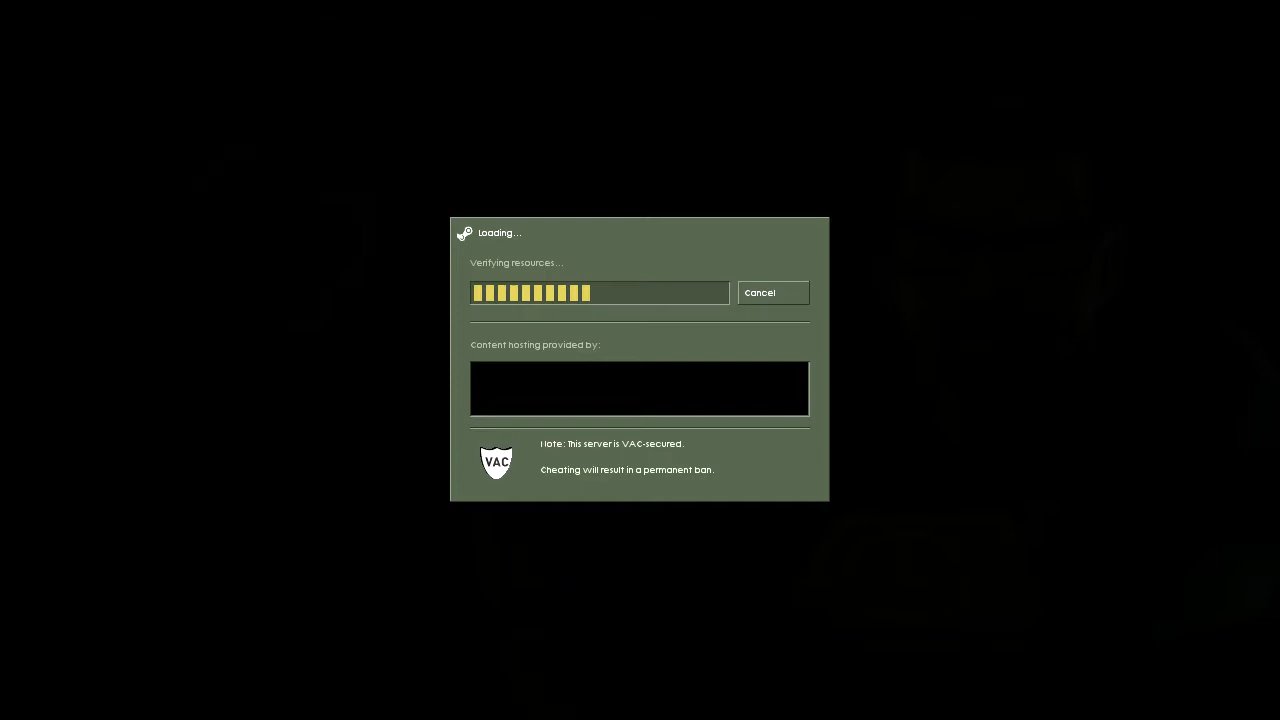 Loading...
Verifying resources...
Cancel
Content hosting provided by:
VAC
Note: This server is VAC-secured.
Cheating will result in a permanent ban.